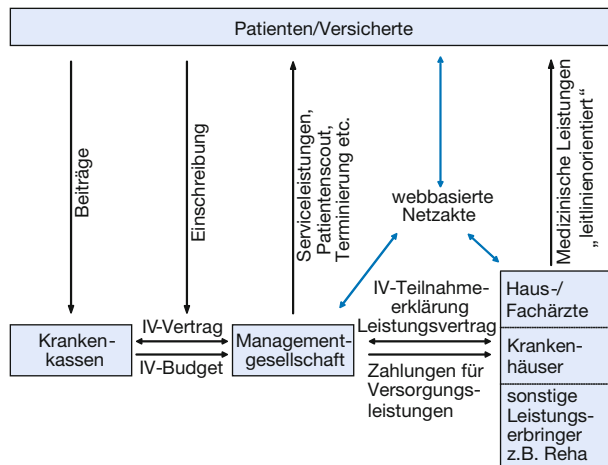 Patienten/Versicherte
Beiträge
Einschreibung
Serviceleistungen,
Patientenscout,
Terminierung etc.
Medizinische Leistungen
„leitlinienorientiert“
webbasierte
Netzakte
Kranken-
kassen
IV-Vertrag
IV-Budget
Management-
gesellschaft
IV-Teilnahme-
erklärung
Leistungsvertrag
Zahlungen für
Versorgungs-
leistungen
Haus-/
Fachärzte
Kranken-
häuser
sonstige
Leistungs-
erbringer
z.B. Reha